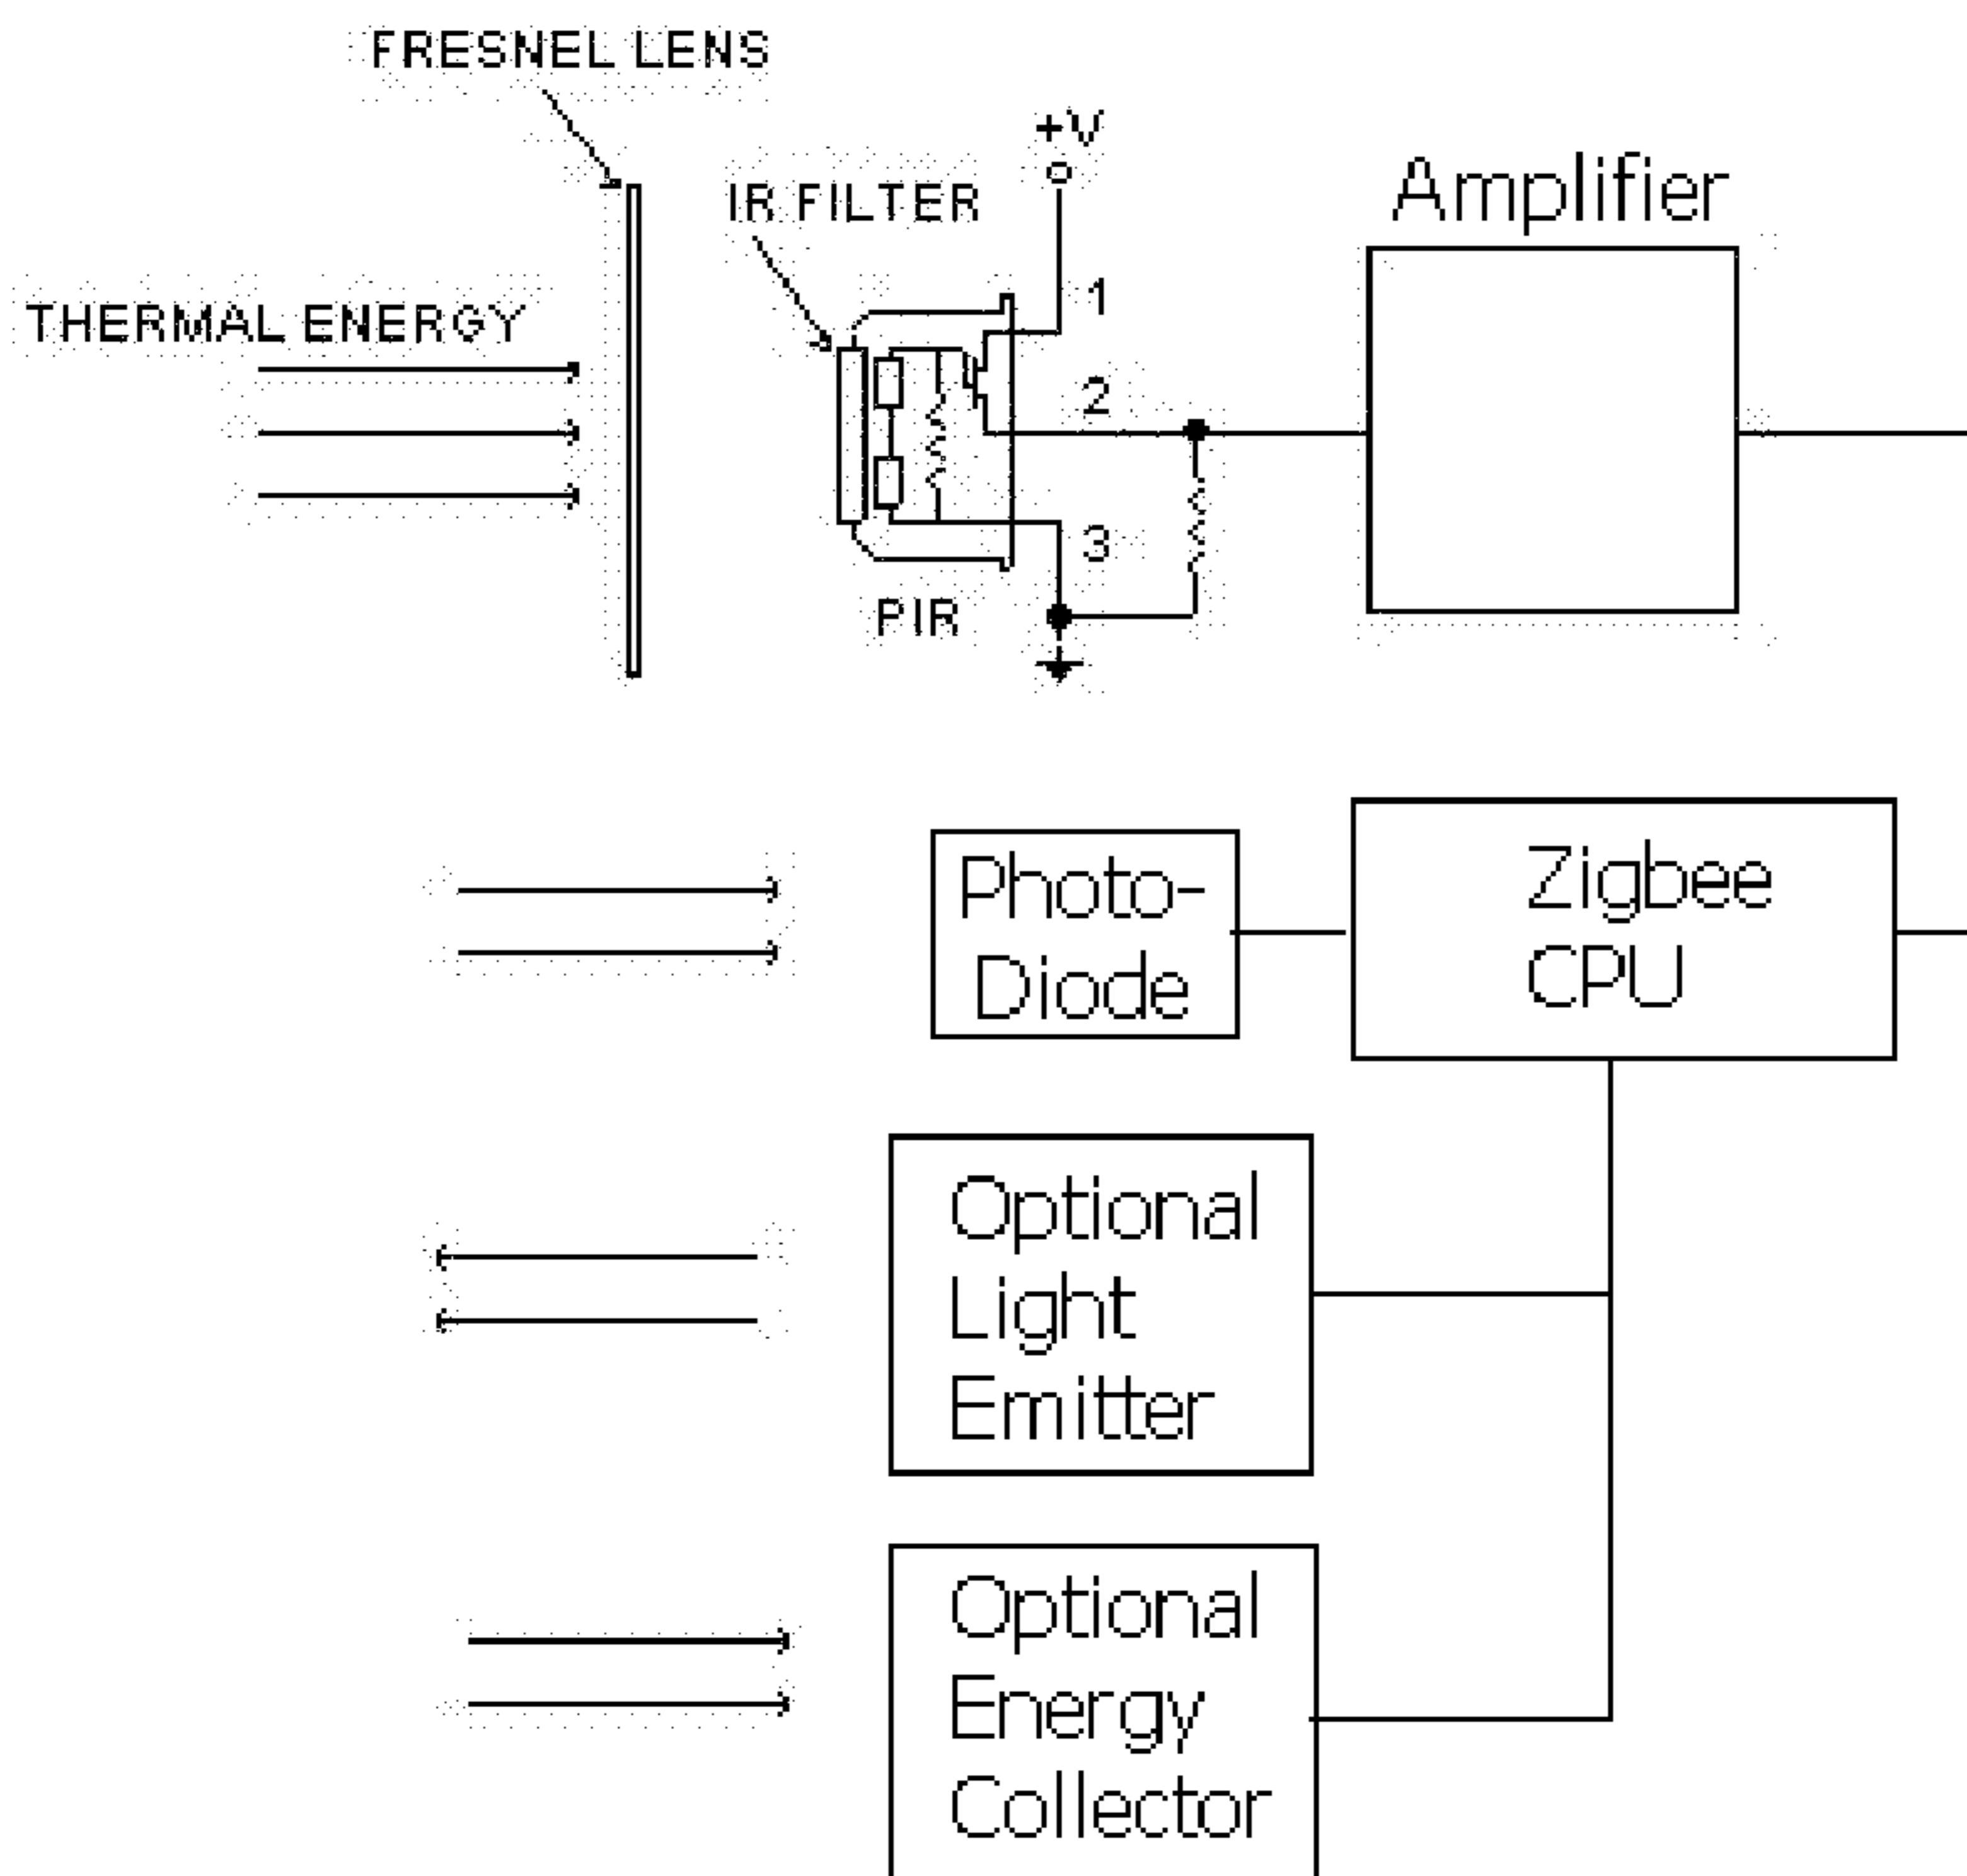 FRESNEL LENS
+V
Amplifier
IR FILTER
THERMAL ENERGY
1
2
3
PIR
Photo-
Diode
Zigbee
CPU
Optional
Light
Emitter
Optional
Energy
Collector